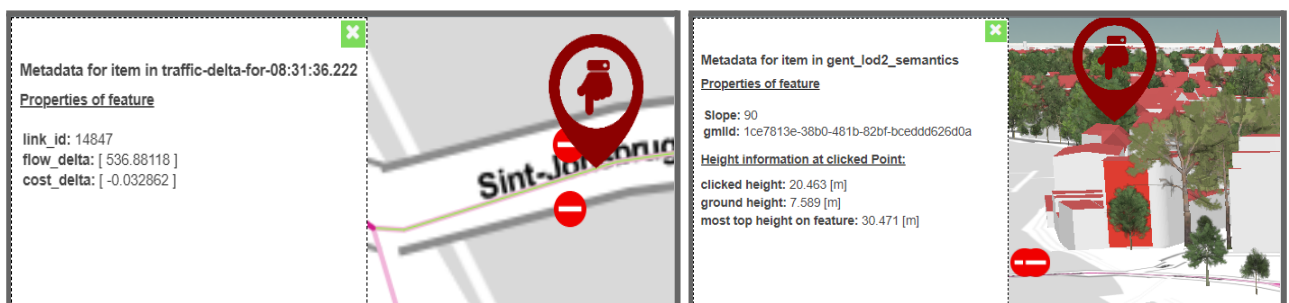 Metadata for item in traffic-delta-for-08:31:36.222
Properties of feature
link_id: 14847
flow_delta: [ 536.88118 ]
cost_delta: [ -0.032862 ]
Metadata for item in gent_lod2_semantics
Properties of feature
Slope: 90
gmlId: 1ce7813e-38b0-481b-82bf-bceddd626d0a
Height information at clicked Point:
clicked height: 20.463 [m]
ground height: 7.589 [m]
most top height on feature: 30.471 [m]